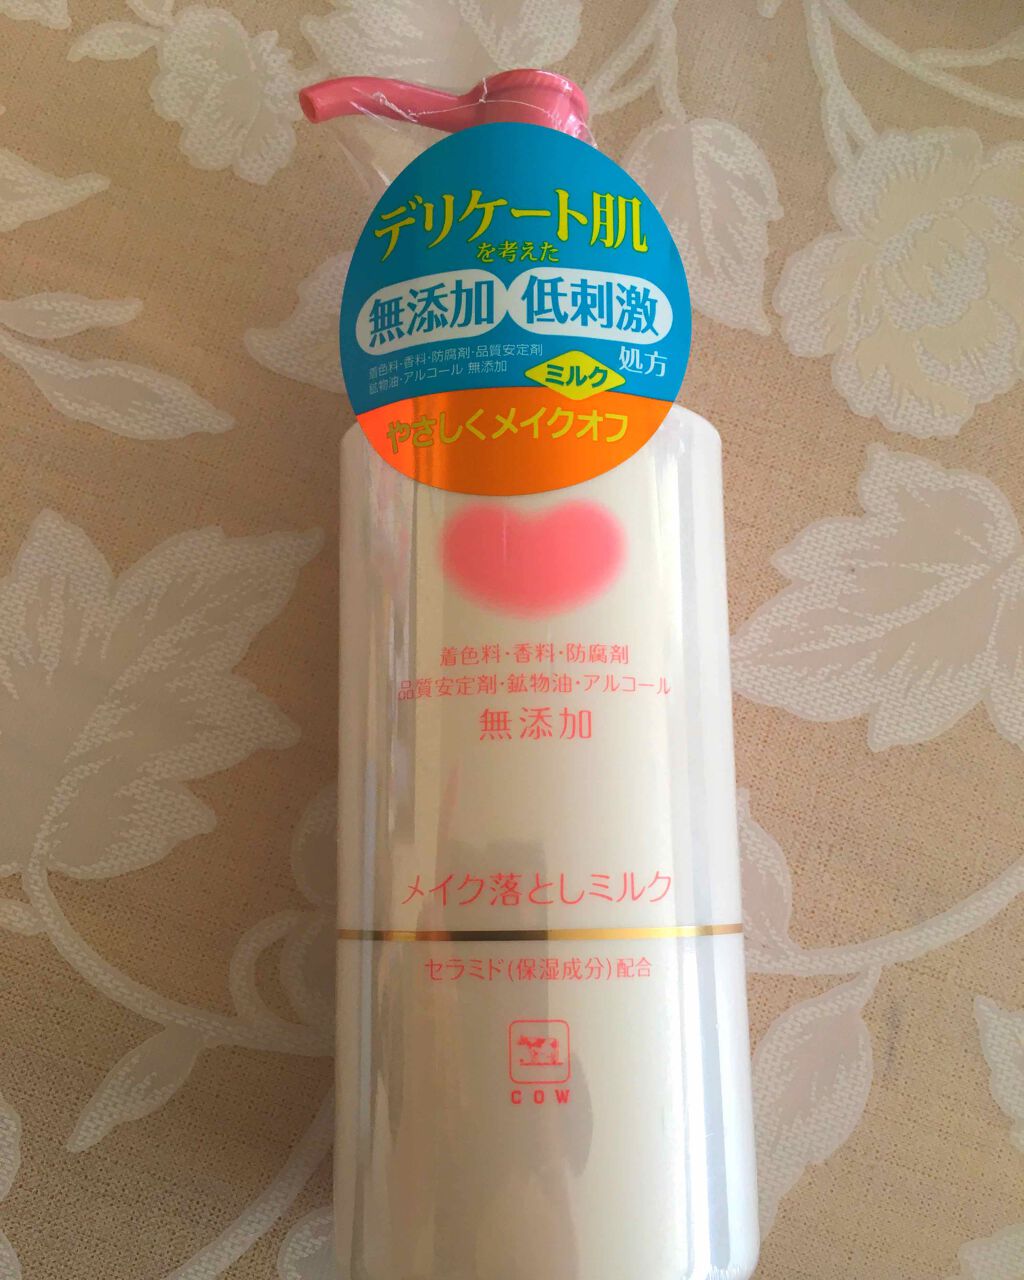 デリケート肌
を考えた
無添加 低刺激
処方
着色料・香料・防腐剤・品質安定剤
鉱物油・アルコール 無添加
ミルク
やさしくメイクオフ
着色料・香料・防腐剤
品質安定剤・鉱物油・アルコール
無添加
メイク落としミルク
セラミド(保湿成分)配合
COW